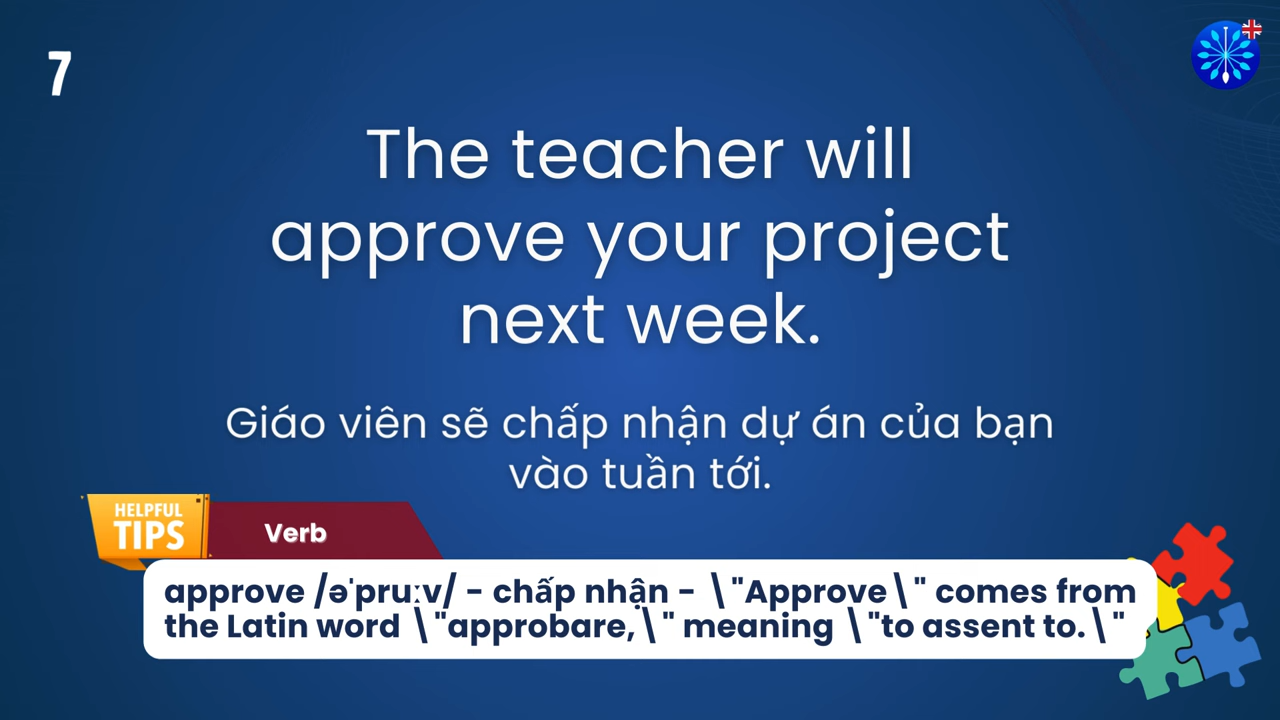 7
The teacher will
approve your project
next week.
Giáo viên sẽ chấp nhận dự án của bạn
vào tuần tới.
HELPFUL
TIPS
Verb
approve /əˈpruːv/ - chấp nhận - \"Approve\" comes from
the Latin word \"approbare,\" meaning \"to assent to.\"